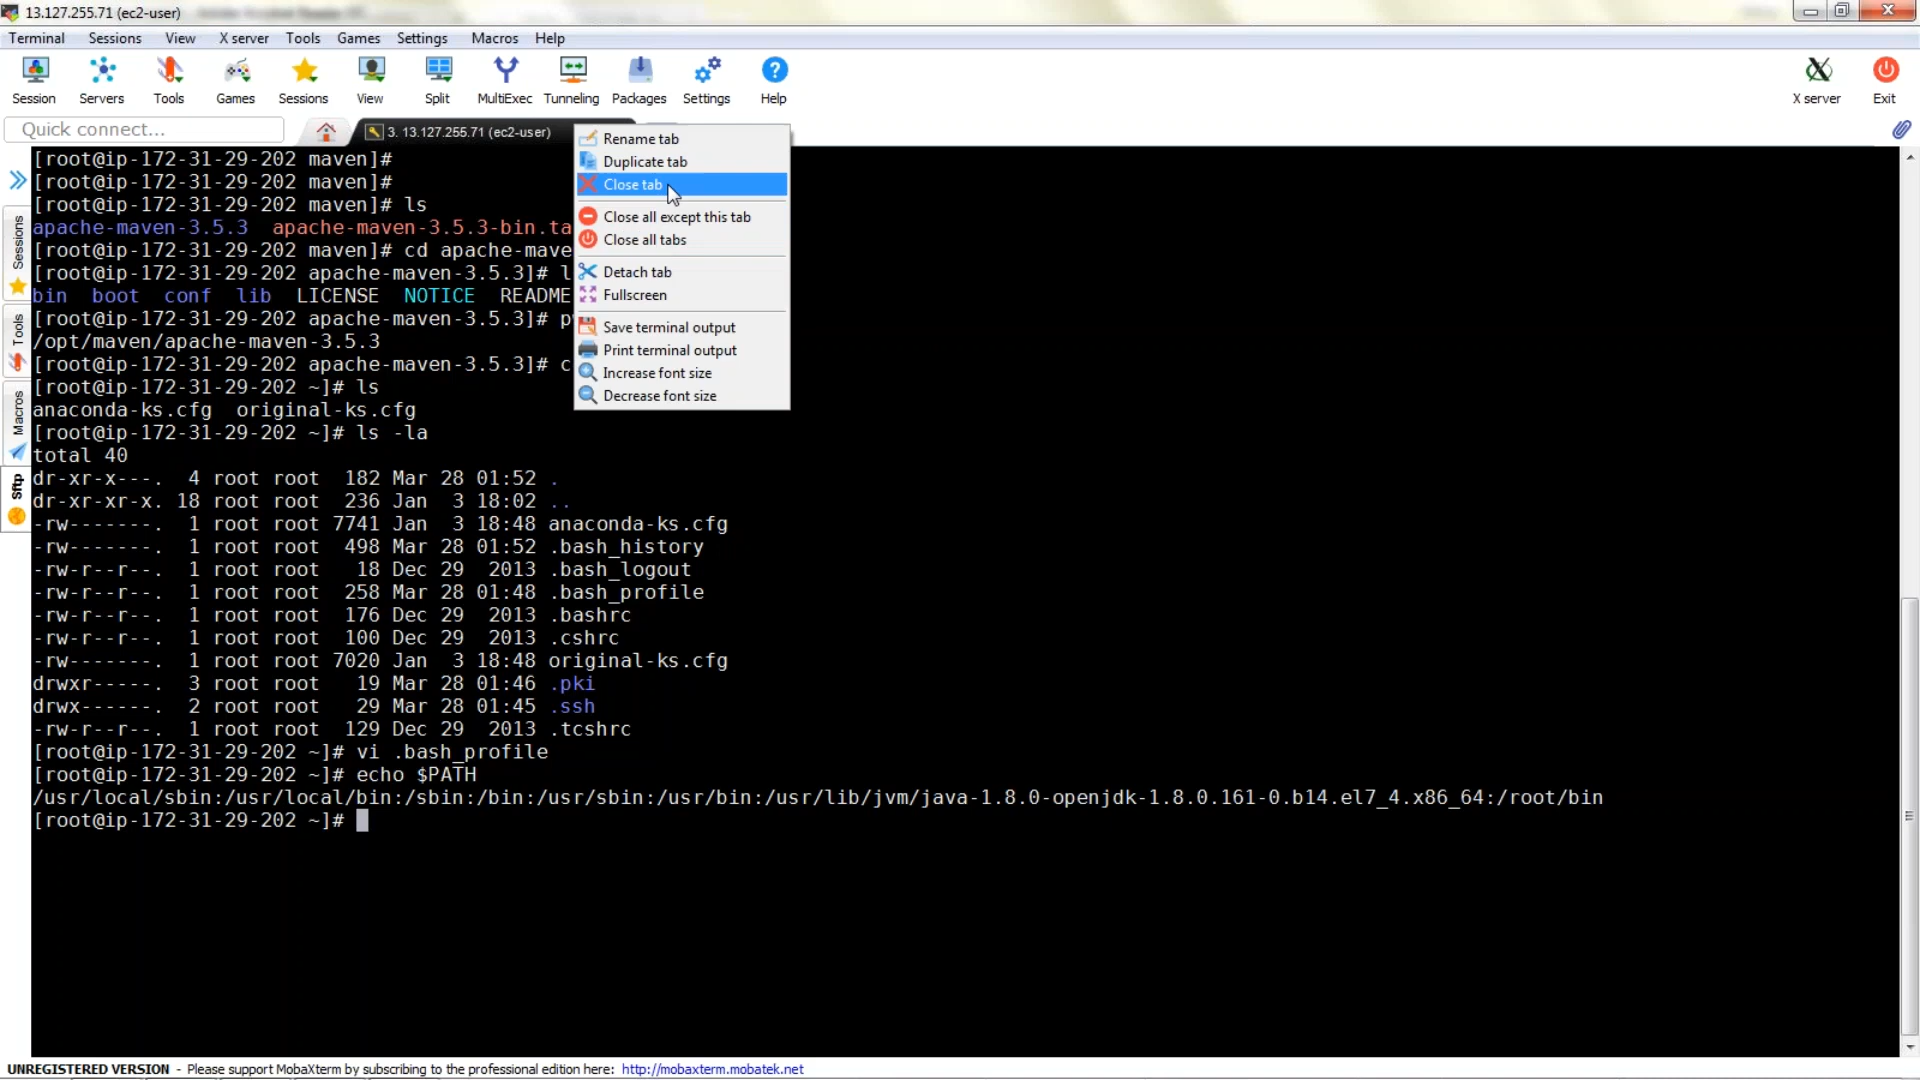 13.127.255.71 (ec2-user)
Terminal Sessions View X server Tools Games Settings Macros Help
Session Servers Tools Games Sessions View Split MultiExec Tunneling Packages Settings Help X server Exit
Quick connect...
3. 13.127.255.71 (ec2-user)
Rename tab
Duplicate tab
Close tab
Close all except this tab
Close all tabs
Detach tab
Fullscreen
Save terminal output
Print terminal output
Increase font size
Decrease font size
Sessions
Tools
Macros
Sftp
[root@ip-172-31-29-202 maven]#
[root@ip-172-31-29-202 maven]#
[root@ip-172-31-29-202 maven]# ls
apache-maven-3.5.3  apache-maven-3.5.3-bin.ta
[root@ip-172-31-29-202 maven]# cd apache-mave
[root@ip-172-31-29-202 apache-maven-3.5.3]# l
bin  boot  conf  lib  LICENSE  NOTICE  README
[root@ip-172-31-29-202 apache-maven-3.5.3]# p
/opt/maven/apache-maven-3.5.3
[root@ip-172-31-29-202 apache-maven-3.5.3]# c
[root@ip-172-31-29-202 ~]# ls
anaconda-ks.cfg  original-ks.cfg
[root@ip-172-31-29-202 ~]# ls -la
total 40
dr-xr-x---.  4 root root  182 Mar 28 01:52 .
dr-xr-xr-x. 18 root root  236 Jan  3 18:02 ..
-rw-------.  1 root root 7741 Jan  3 18:48 anaconda-ks.cfg
-rw-------.  1 root root  498 Mar 28 01:52 .bash_history
-rw-r--r--.  1 root root   18 Dec 29  2013 .bash_logout
-rw-r--r--.  1 root root  258 Mar 28 01:48 .bash_profile
-rw-r--r--.  1 root root  176 Dec 29  2013 .bashrc
-rw-r--r--.  1 root root  100 Dec 29  2013 .cshrc
-rw-------.  1 root root 7020 Jan  3 18:48 original-ks.cfg
drwxr-----.  3 root root   19 Mar 28 01:46 .pki
drwx------.  2 root root   29 Mar 28 01:45 .ssh
-rw-r--r--.  1 root root  129 Dec 29  2013 .tcshrc
[root@ip-172-31-29-202 ~]# vi .bash_profile
[root@ip-172-31-29-202 ~]# echo $PATH
/usr/local/sbin:/usr/local/bin:/sbin:/bin:/usr/sbin:/usr/bin:/usr/lib/jvm/java-1.8.0-openjdk-1.8.0.161-0.b14.el7_4.x86_64:/root/bin
[root@ip-172-31-29-202 ~]#
UNREGISTERED VERSION - Please support MobaXterm by subscribing to the professional edition here: http://mobaxterm.mobatek.net